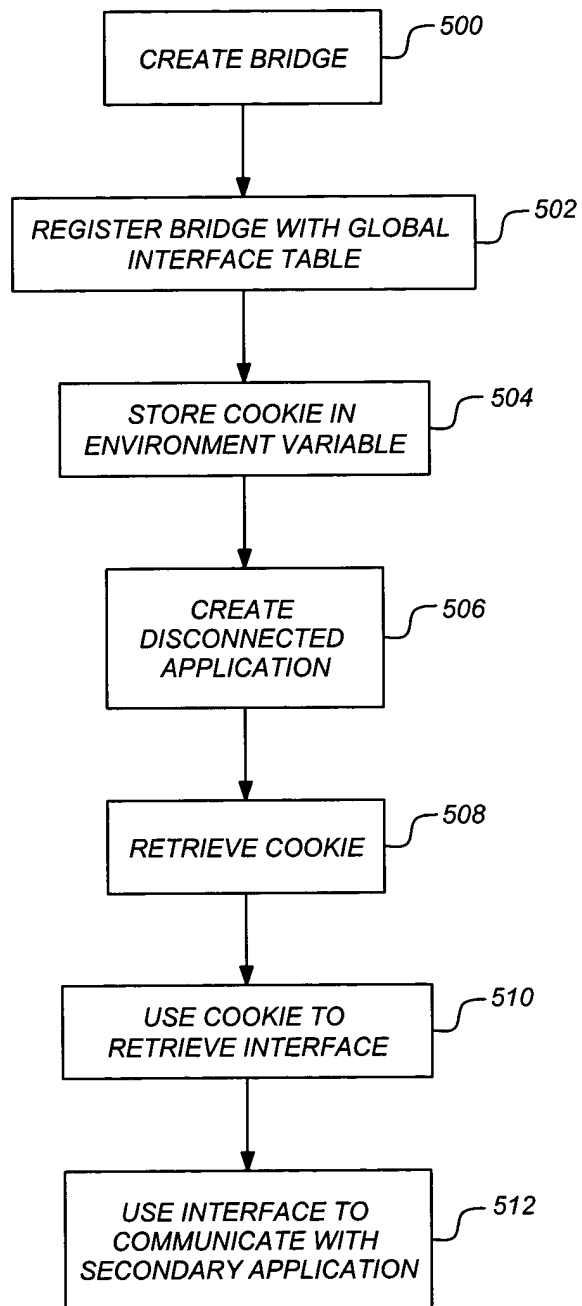 CREATE BRIDGE
500
REGISTER BRIDGE WITH GLOBAL
INTERFACE TABLE
502
STORE COOKIE IN
ENVIRONMENT VARIABLE
504
CREATE
DISCONNECTED
APPLICATION
506
RETRIEVE COOKIE
508
USE COOKIE TO
RETRIEVE INTERFACE
510
USE INTERFACE TO
COMMUNICATE WITH
SECONDARY APPLICATION
512